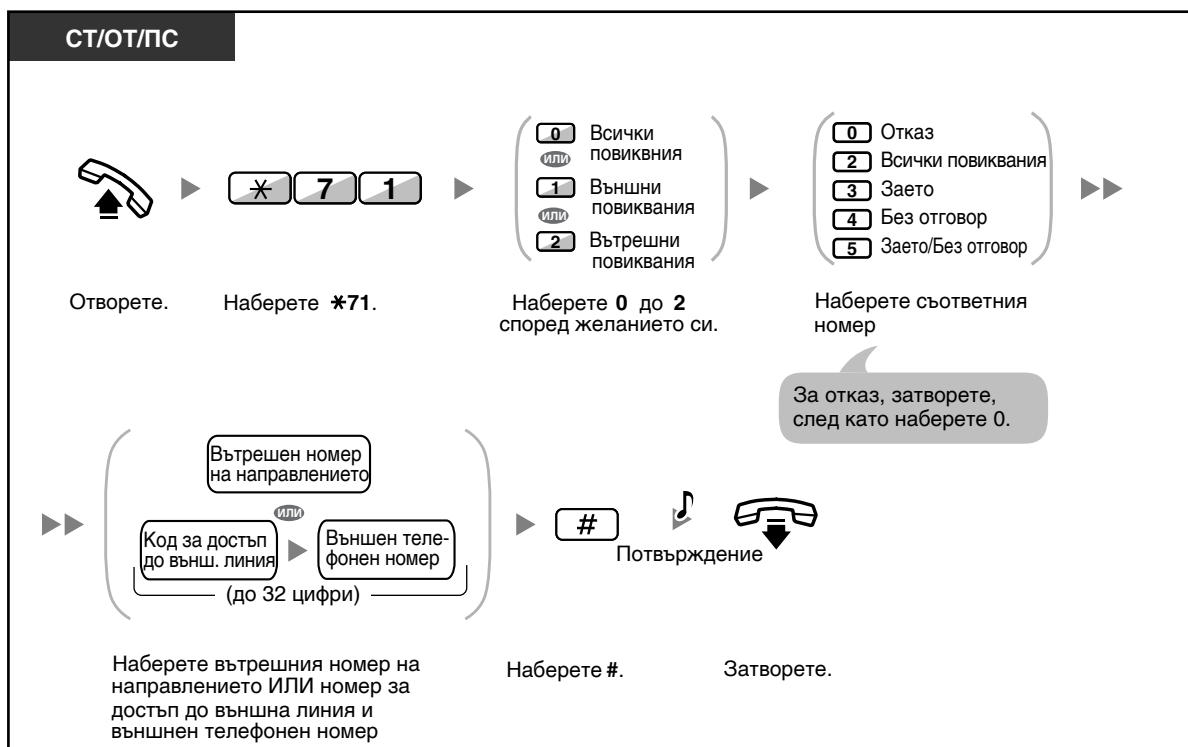 СТ/ОТ/ПС
0 Всички
повиквния
или
1 Външни
повиквания
или
2 Вътрешни
повиквания
0 Отказ
2 Всички повиквания
3 Заето
4 Без отговор
5 Заето/Без отговор
* 7 1
Отворете.
Наберете *71.
Наберете 0 до 2
според желанието си.
Наберете съответния
номер
За отказ, затворете,
след като наберете 0.
Вътрешен номер
на направлението
или
Код за достъп
до външ. линия
Външен теле-
фонен номер
(до 32 цифри)
#
Потвърждение
Наберете вътрешния номер на
направлението ИЛИ номер за
достъп до външна линия и
външнен телефонен номер
Наберете #.
Затворете.